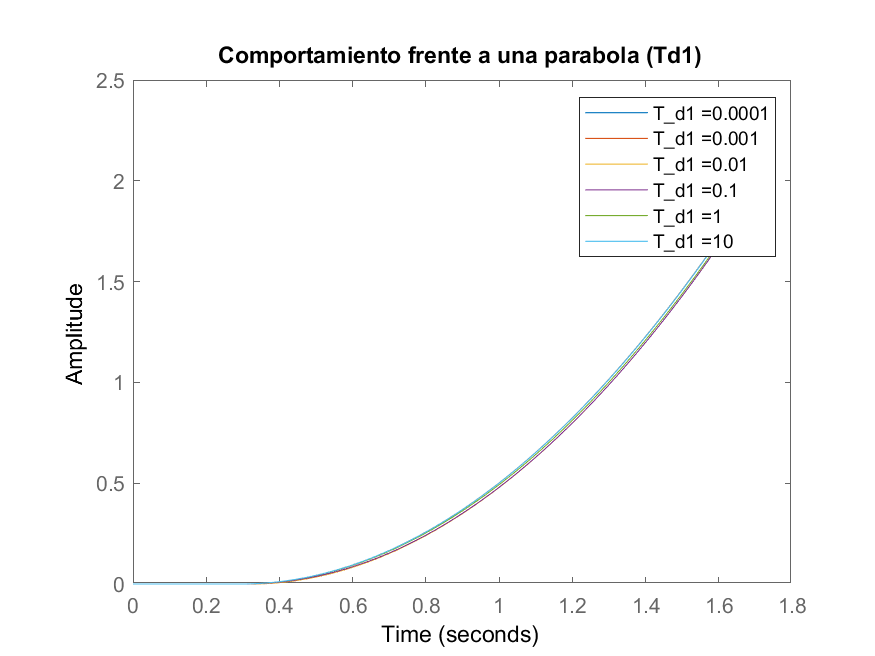 Comportamiento frente a una parabola (Td1)
2.5
2
1.5
1
0.5
0
Amplitude
T_d1 =0.0001
T_d1 =0.001
T_d1 =0.01
T_d1 =0.1
T_d1 =1
T_d1 =10
0 0.2 0.4 0.6 0.8 1 1.2 1.4 1.6 1.8
Time (seconds)